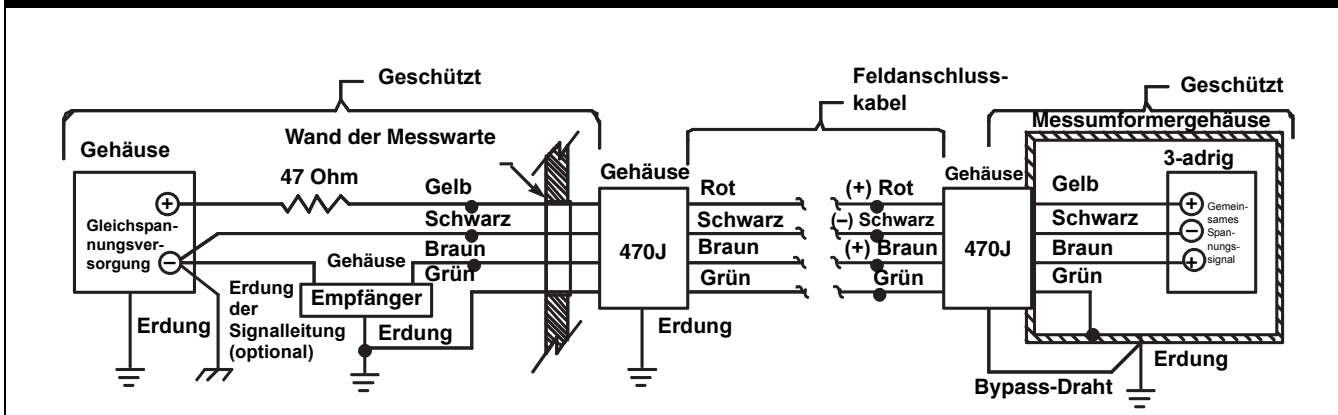 Geschützt
Feldanschluss-
kabel
Geschützt
Wand der Messwarte
Messumformergehäuse
Gehäuse
Gehäuse
Gehäuse
3-adrig
47 Ohm
Gelb
Schwarz
Braun
Grün
Gleichspan-
nungsver-
sorgung
+
−
Gehäuse
Empfänger
Erdung
Erdung
der
Signalleitung
(optional)
Erdung
470J
Erdung
Rot
Schwarz
Braun
Grün
(+) Rot
(−) Schwarz
(+) Braun
Grün
470J
Gelb
Schwarz
Braun
Grün
+
−
+
Gemein-
sames
Span-
nungs-
signal
Bypass-Draht
Erdung